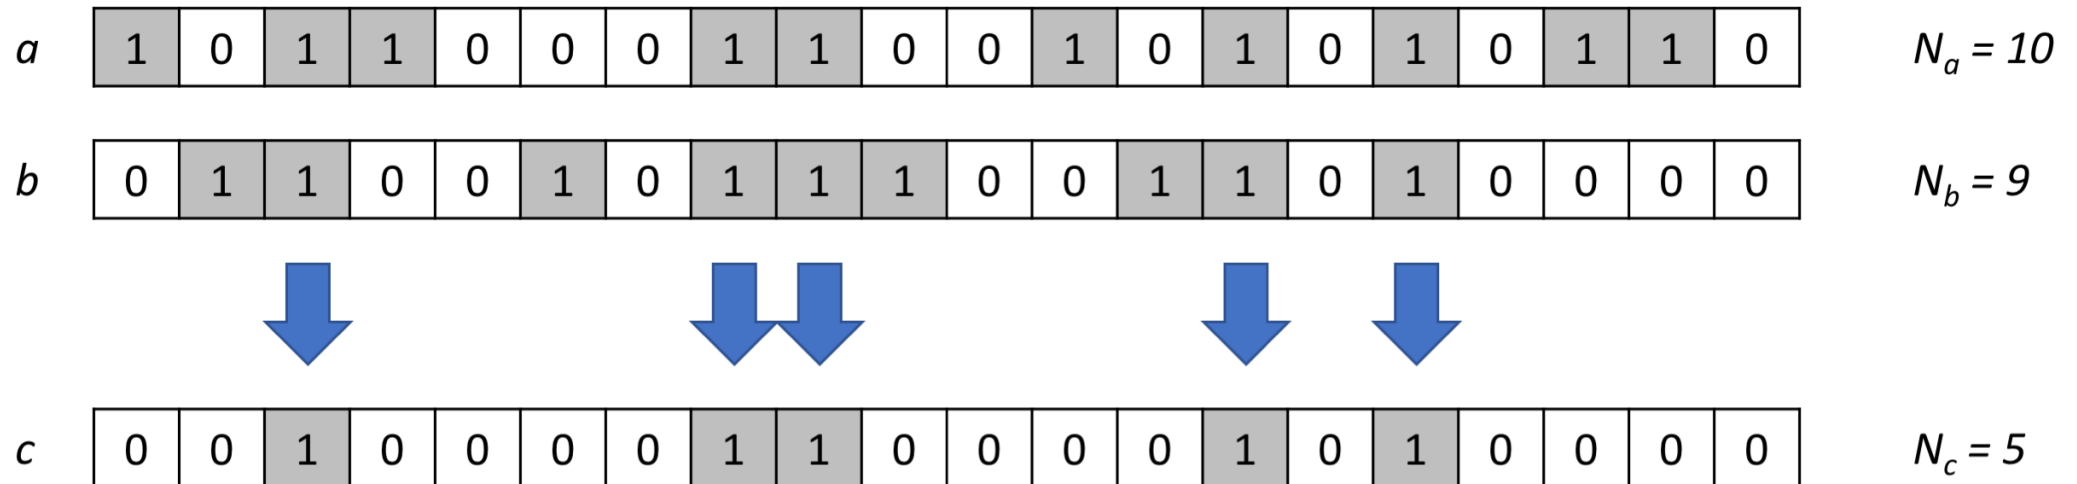 a 1 0 1 1 0 0 0 1 1 0 0 1 0 1 0 1 0 1 1 0 Nₐ = 10
b 0 1 1 0 0 1 0 1 1 1 0 0 1 1 0 1 0 0 0 0 N_b = 9
c 0 0 1 0 0 0 0 1 1 0 0 0 0 1 0 1 0 0 0 0 N_c = 5